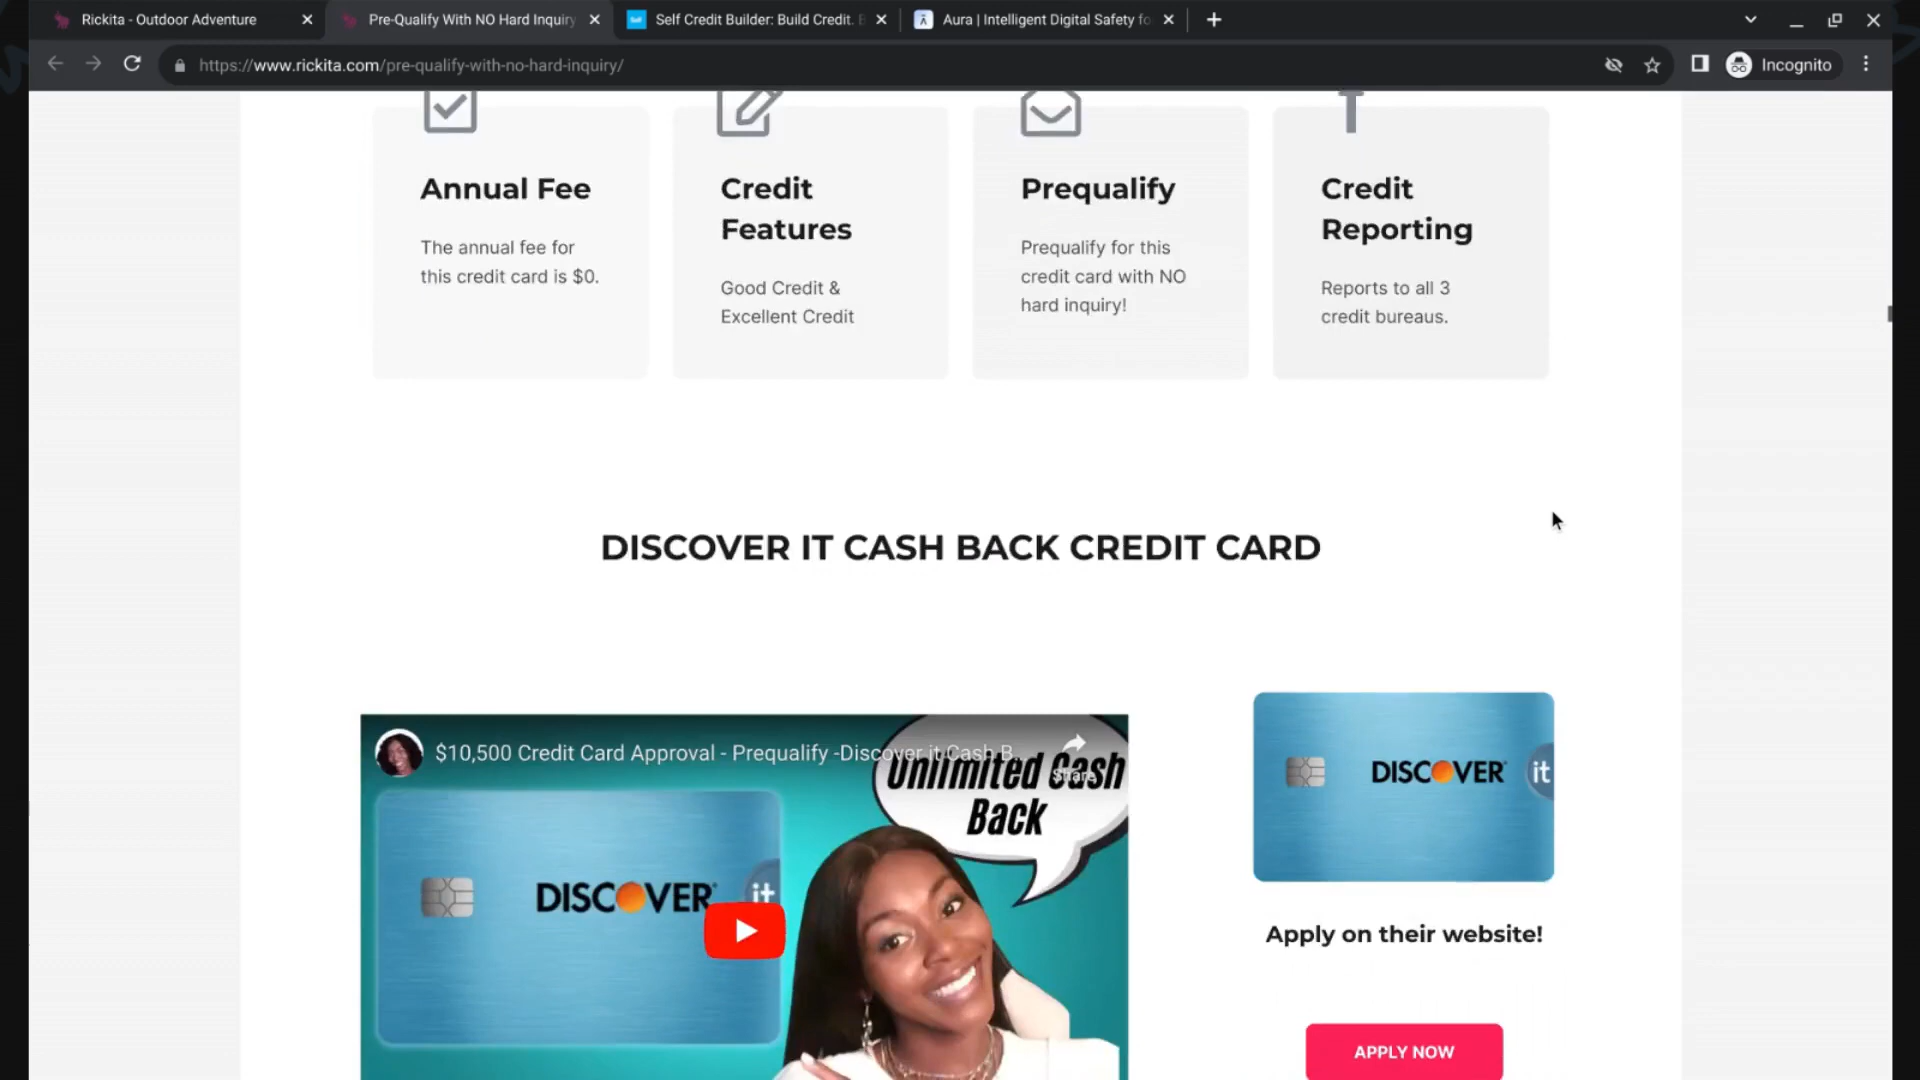 Rickita - Outdoor Adventure
Pre-Qualify With NO Hard Inquiry
Self Credit Builder: Build Credit.
Aura | Intelligent Digital Safety fo
https://www.rickita.com/pre-qualify-with-no-hard-inquiry/
Incognito
Annual Fee
The annual fee for
this credit card is $0.
Credit
Features
Good Credit &
Excellent Credit
Prequalify
Prequalify for this
credit card with NO
hard inquiry!
Credit
Reporting
Reports to all 3
credit bureaus.
DISCOVER IT CASH BACK CREDIT CARD
$10,500 Credit Card Approval - Prequalify -Discover it Cash B...
Share
Unlimited Cash
Back
DISCOVER it
DISCOVER it
Apply on their website!
APPLY NOW